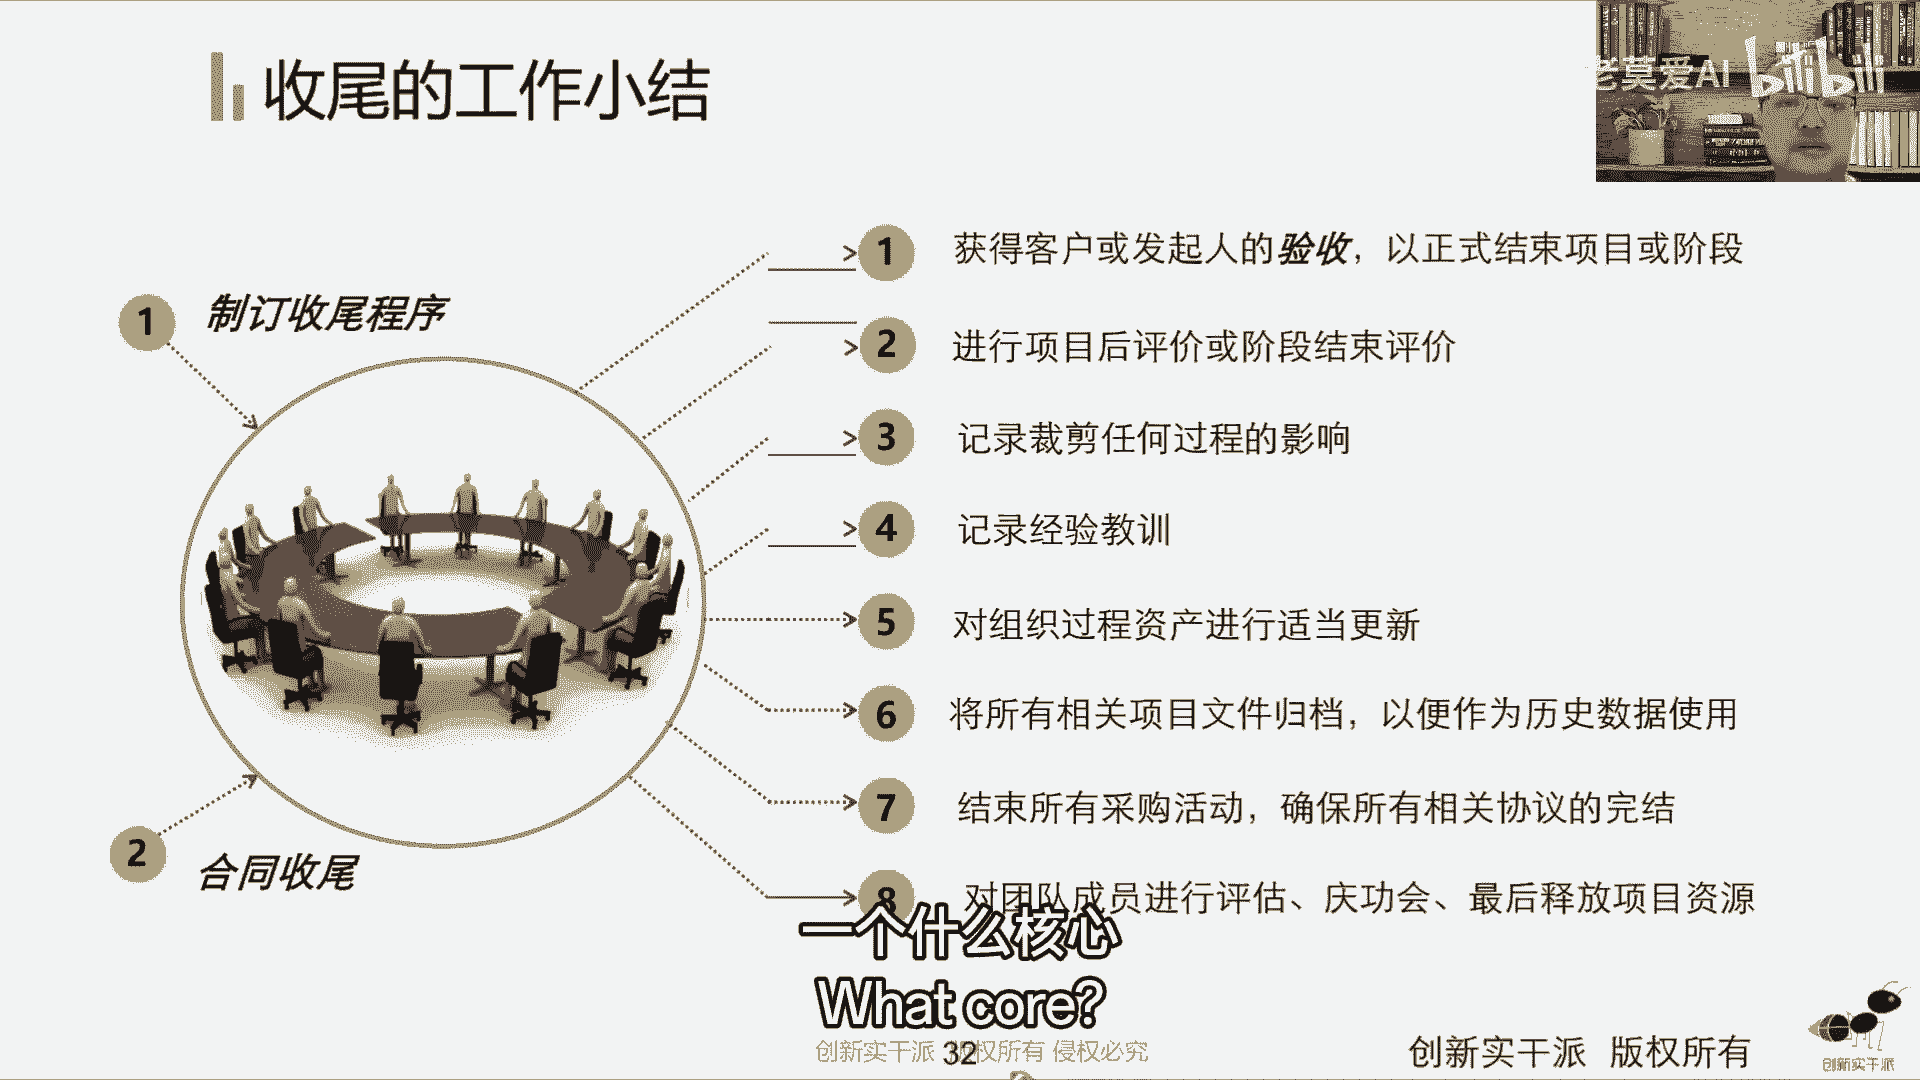 收尾的工作小结
老莫爱AI bilibili
1 制订收尾程序
2 合同收尾
1 获得客户或发起人的验收，以正式结束项目或阶段
2 进行项目后评价或阶段结束评价
3 记录裁剪任何过程的影响
4 记录经验教训
5 对组织过程资产进行适当更新
6 将所有相关项目文件归档，以便作为历史数据使用
7 结束所有采购活动，确保所有相关协议的完结
8 对团队成员进行评估、庆功会、最后释放项目资源
一个什么核心
What core?
创新实干派 版权所有 侵权必究
32
创新实干派 版权所有
创新实干派